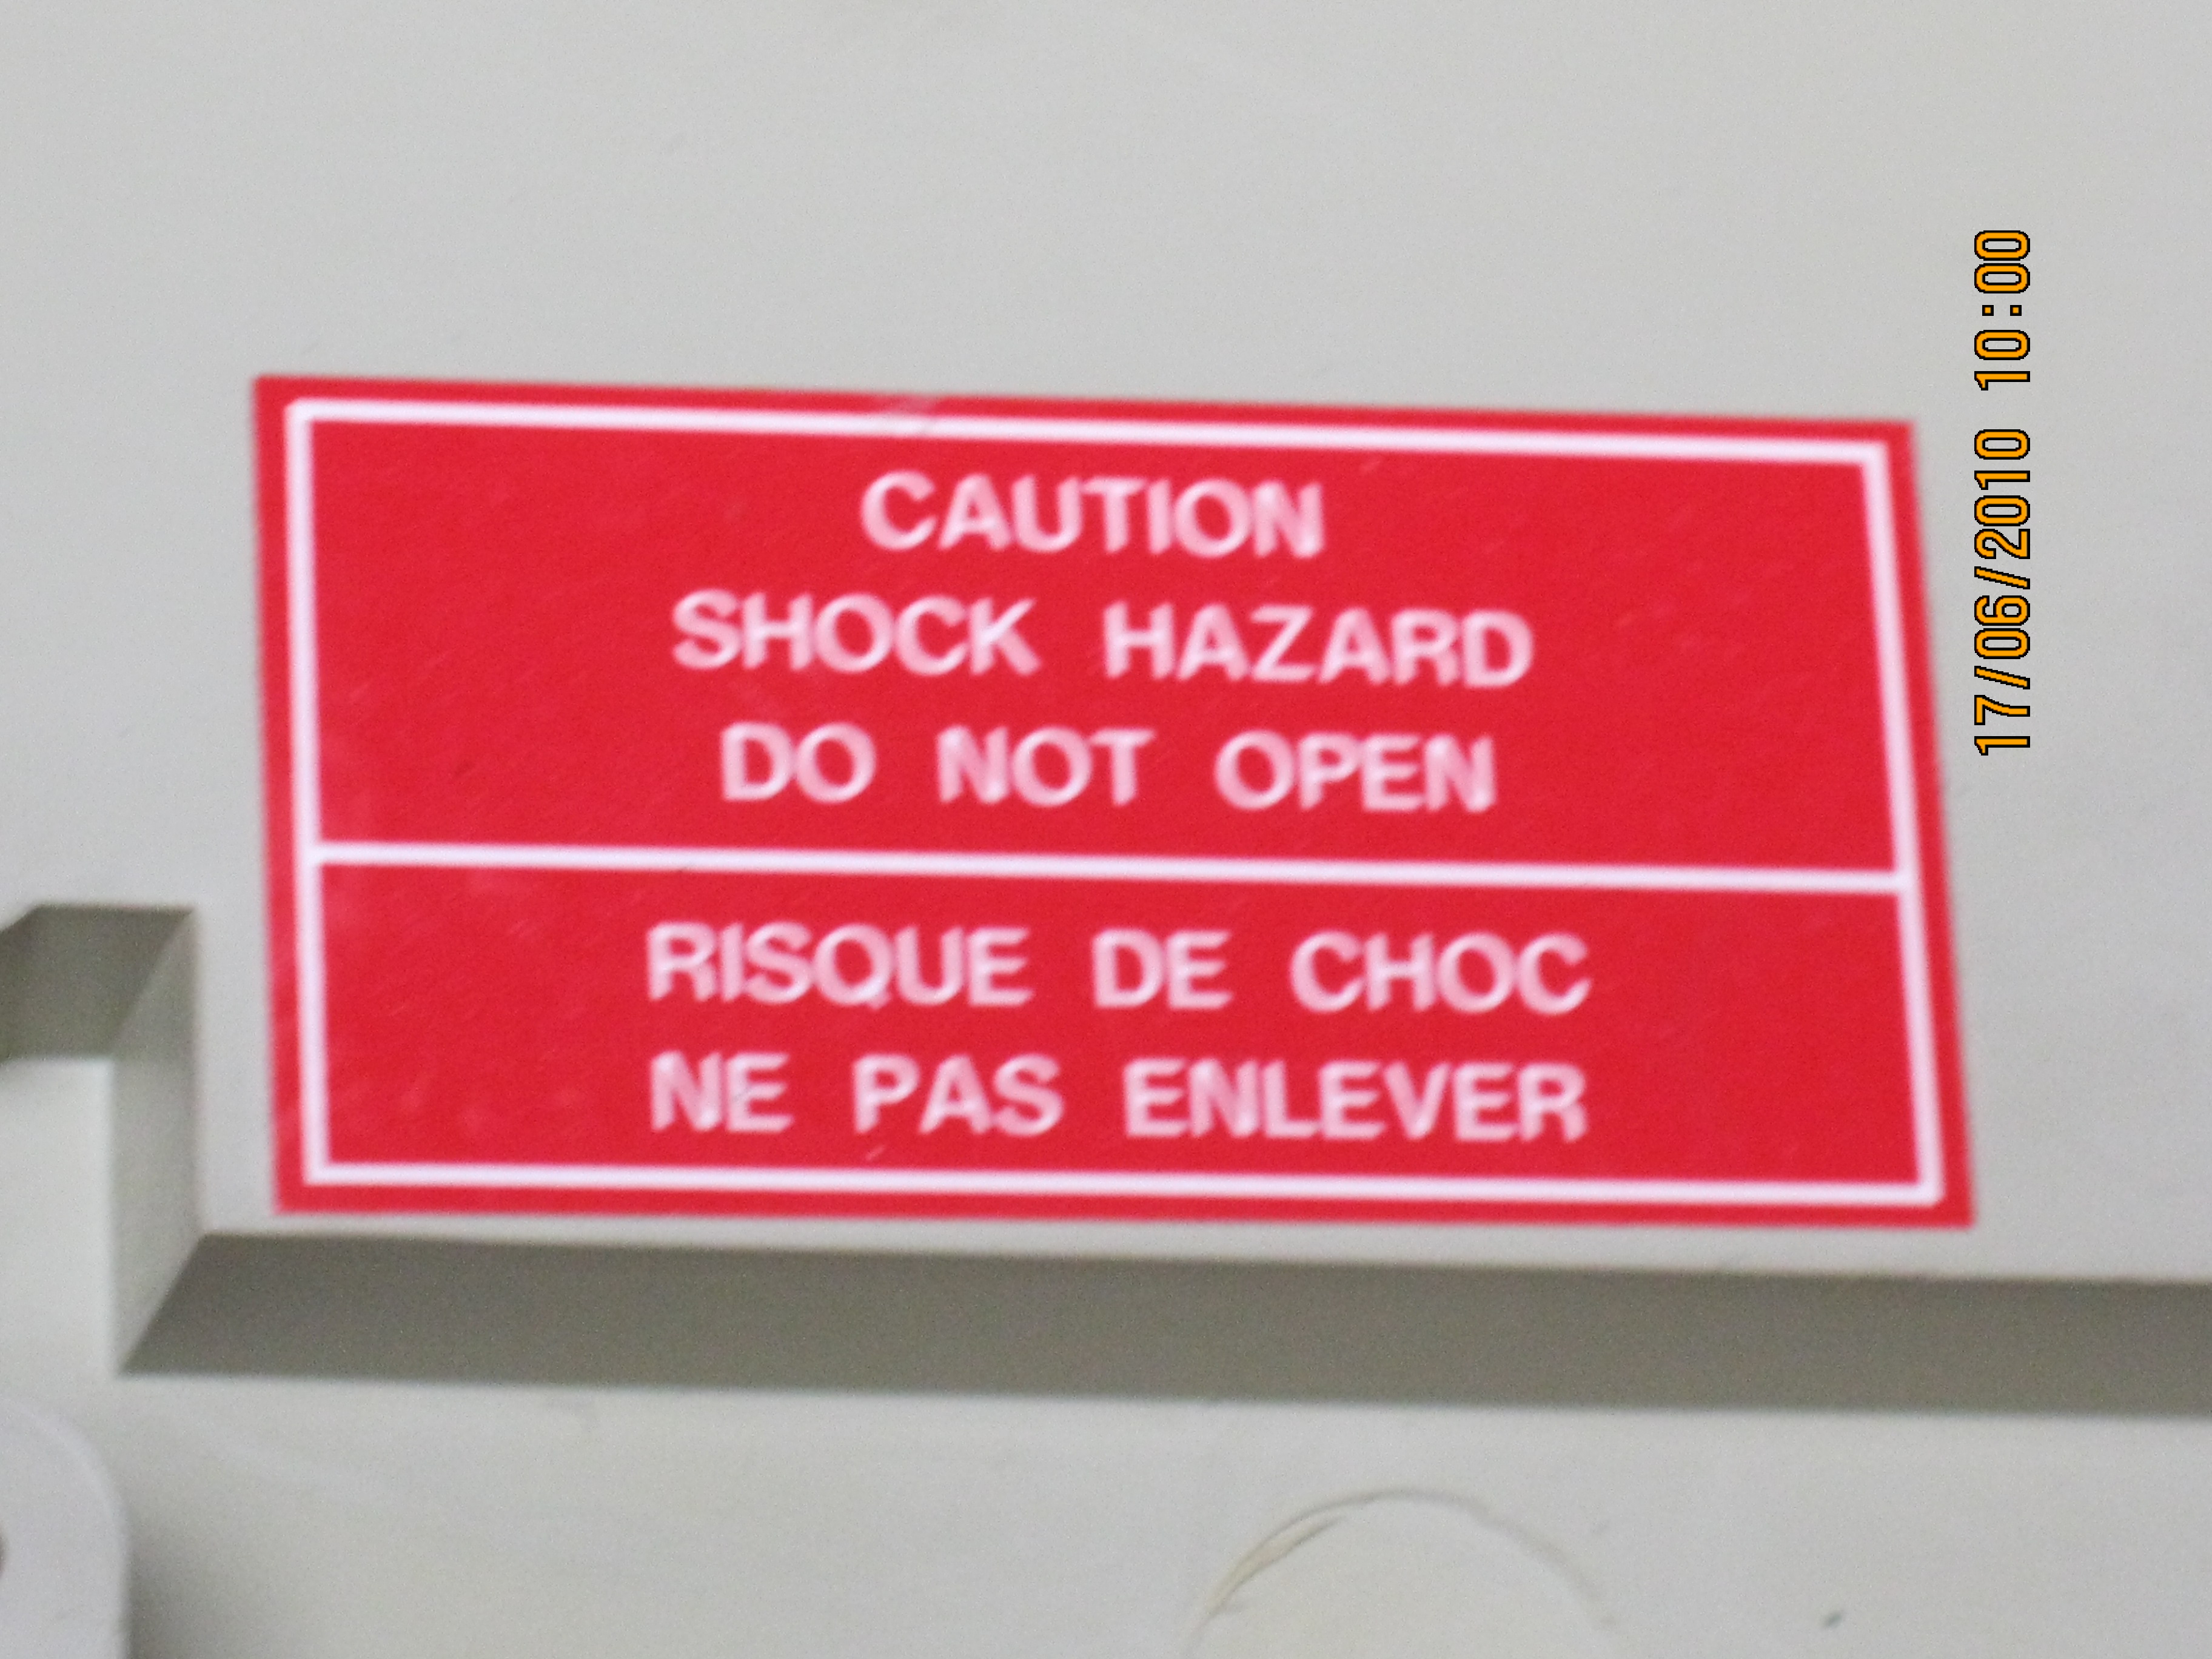 CAUTION
SHOCK HAZARD
DO NOT OPEN
RISQUE DE CHOC
NE PAS ENLEVER
17/06/2010 10:00